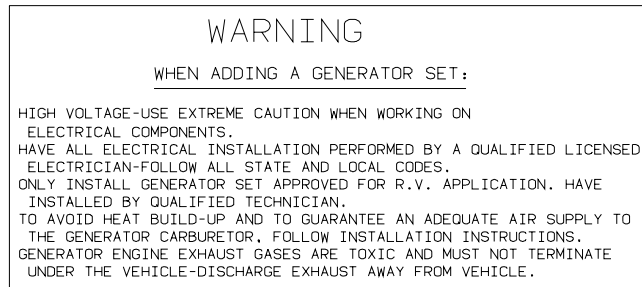 WARNING
WHEN ADDING A GENERATOR SET:
HIGH VOLTAGE-USE EXTREME CAUTION WHEN WORKING ON
ELECTRICAL COMPONENTS.
HAVE ALL ELECTRICAL INSTALLATION PERFORMED BY A QUALIFIED LICENSED
ELECTRICIAN-FOLLOW ALL STATE AND LOCAL CODES.
ONLY INSTALL GENERATOR SET APPROVED FOR R.V. APPLICATION. HAVE
INSTALLED BY QUALIFIED TECHNICIAN.
TO AVOID HEAT BUILD-UP AND TO GUARANTEE AN ADEQUATE AIR SUPPLY TO
THE GENERATOR CARBURETOR, FOLLOW INSTALLATION INSTRUCTIONS.
GENERATOR ENGINE EXHAUST GASES ARE TOXIC AND MUST NOT TERMINATE
UNDER THE VEHICLE-DISCHARGE EXHAUST AWAY FROM VEHICLE.